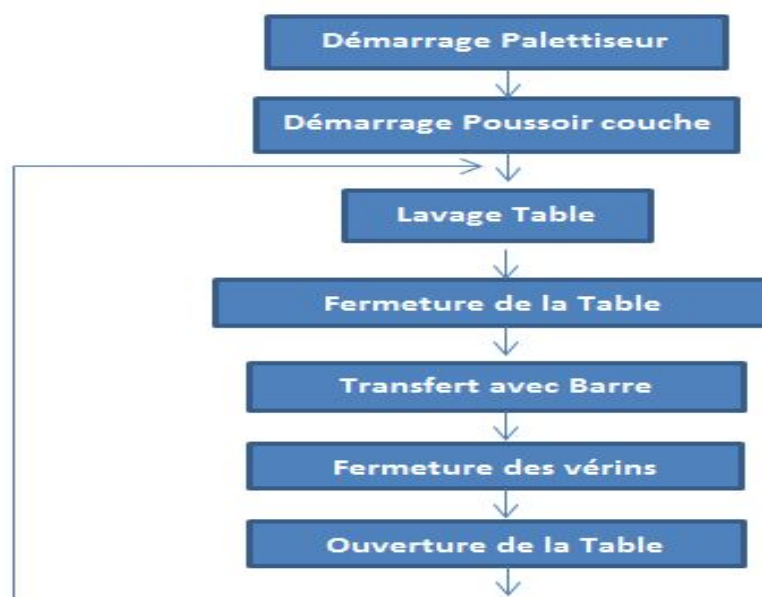 Démarrage Palettiseur
Démarrage Poussoir couche
Lavage Table
Fermeture de la Table
Transfert avec Barre
Fermeture des vérins
Ouverture de la Table